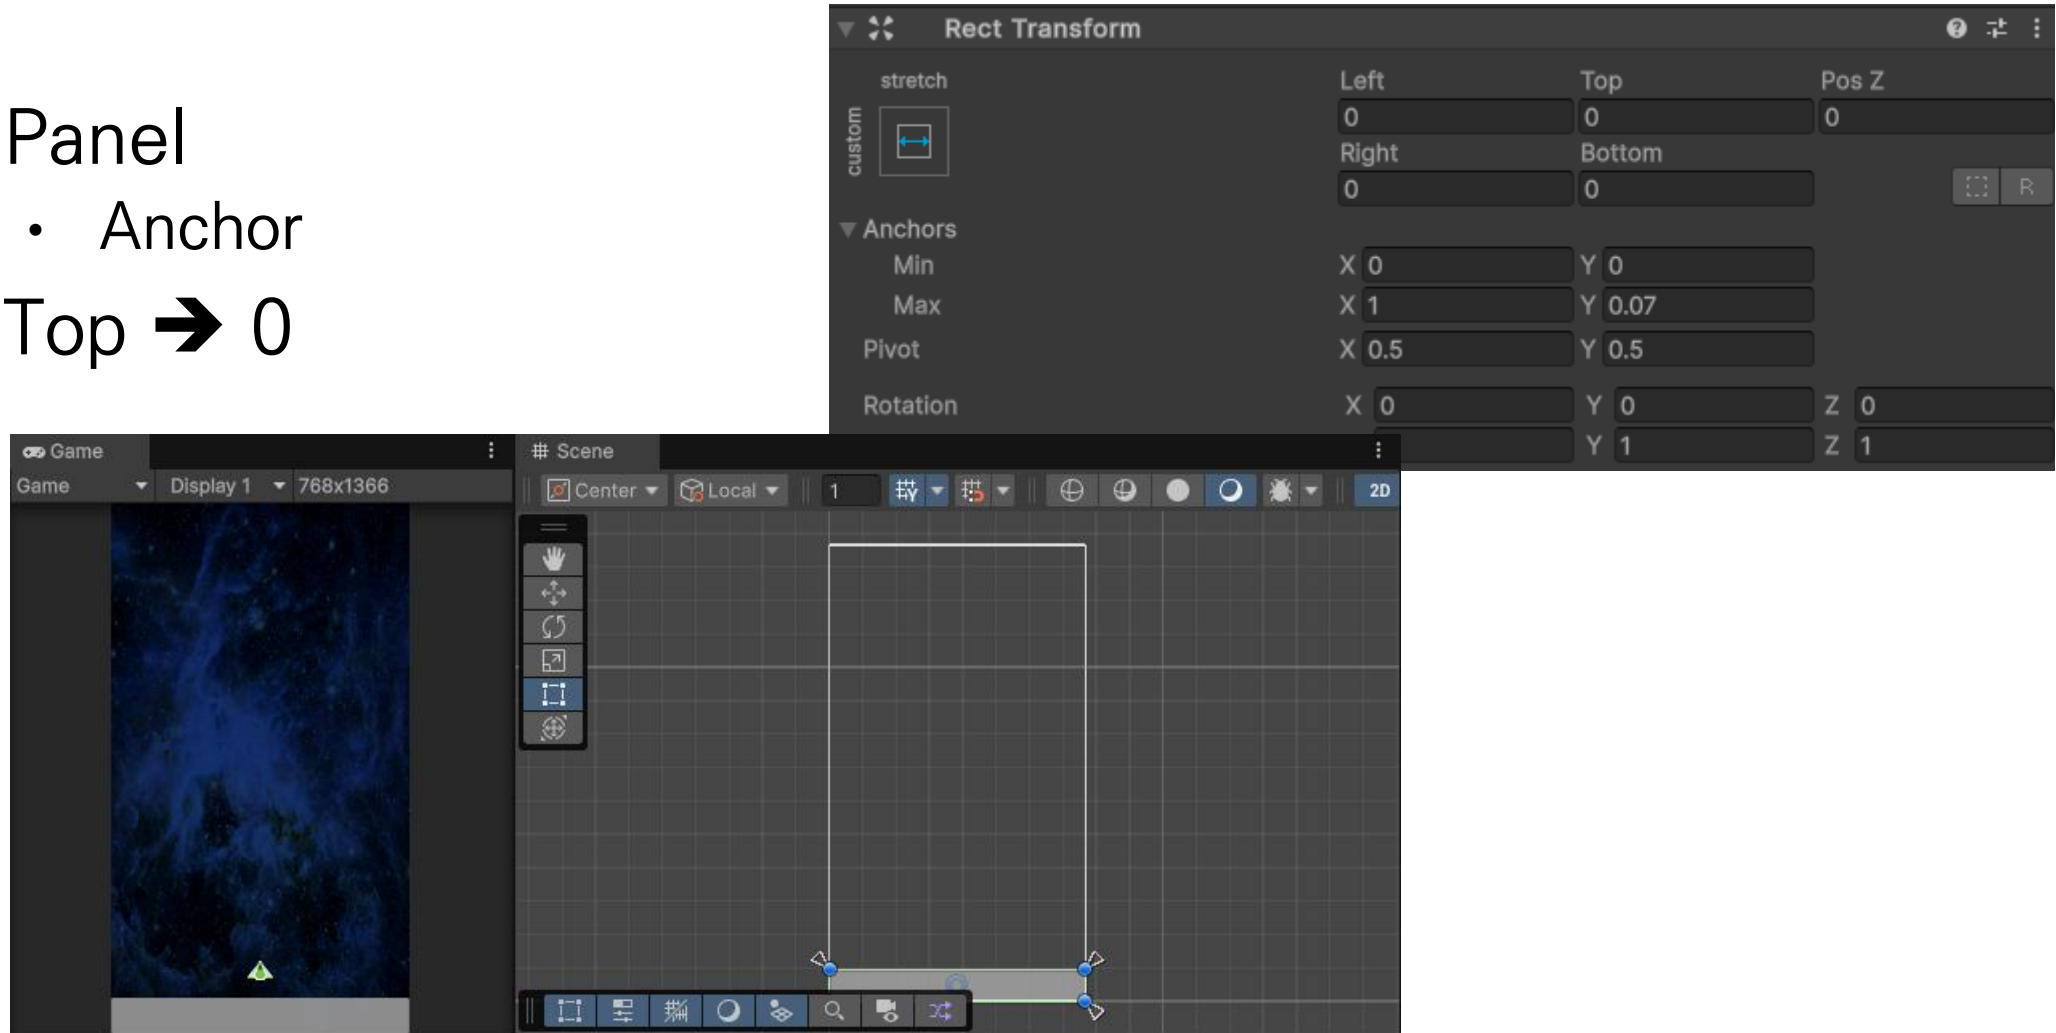 Panel
• Anchor
Top → 0
Rect Transform
stretch
custom
Left Top Pos Z
0 0 0
Right Bottom
0 0
R
Anchors
Min X 0 Y 0
Max X 1 Y 0.07
Pivot X 0.5 Y 0.5
Rotation X 0 Y 0 Z 0
Y 1 Z 1
Game
Game Display 1 768x1366
# Scene
Center Local 1 2D